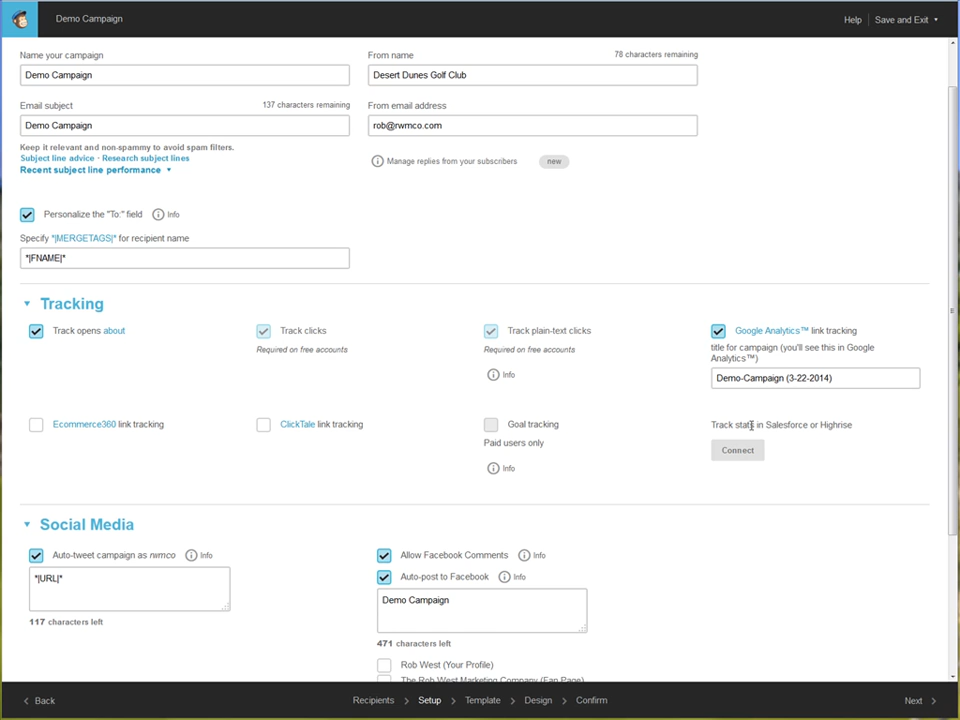 Demo Campaign
Help
Save and Exit
Name your campaign
From name
78 characters remaining
Demo Campaign
Desert Dunes Golf Club
Email subject
137 characters remaining
From email address
Demo Campaign
rob@rwmco.com
Keep it relevant and non-spammy to avoid spam filters.
Subject line advice - Research subject lines
Recent subject line performance
Manage replies from your subscribers
new
Personalize the "To:" field
Info
Specify *|MERGETAGS|* for recipient name
*|FNAME|*
Tracking
Track opens about
Track clicks
Required on free accounts
Track plain-text clicks
Required on free accounts
Info
Google Analytics™ link tracking
title for campaign (you'll see this in Google
Analytics™)
Demo-Campaign (3-22-2014)
Ecommerce360 link tracking
ClickTale link tracking
Goal tracking
Paid users only
Info
Track stats in Salesforce or Highrise
Connect
Social Media
Auto-tweet campaign as rwmco
Info
*|URL|*
117 characters left
Allow Facebook Comments
Info
Auto-post to Facebook
Info
Demo Campaign
471 characters left
Rob West (Your Profile)
The Rob West Marketing Company (Fan Page)
Back
Recipients > Setup > Template > Design > Confirm
Next